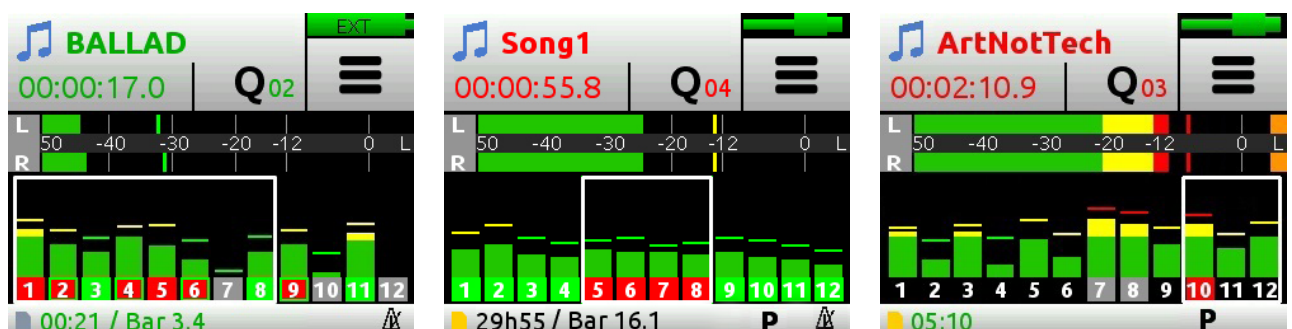 EXT
BALLAD
00:00:17.0 Q02
L
50 -40 -30 -20 -12 0 L
R
1 2 3 4 5 6 7 8 9 10 11 12
00:21 / Bar 3.4
Song1
00:00:55.8 Q04
L
50 -40 -30 -20 -12 0 L
R
1 2 3 4 5 6 7 8 9 10 11 12
29h55 / Bar 16.1 P
ArtNotTech
00:02:10.9 Q03
L
50 -40 -30 -20 -12 0 L
R
1 2 3 4 5 6 7 8 9 10 11 12
05:10 P